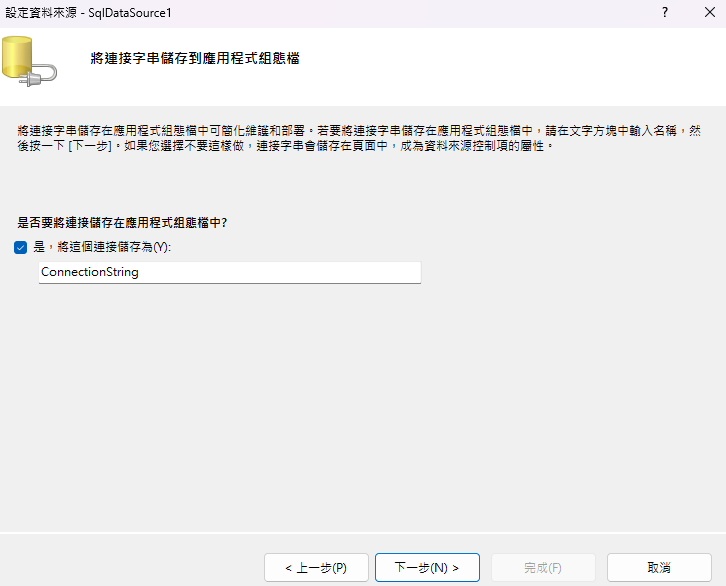 設定資料來源 - SqlDataSource1
?
將連接字串儲存到應用程式組態檔
將連接字串儲存在應用程式組態檔中可簡化維護和部署。若要將連接字串儲存在應用程式組態檔中，請在文字方塊中輸入名稱，然
後按一下 [下一步]。如果您選擇不要這樣做，連接字串會儲存在頁面中，成為資料來源控制項的屬性。
是否要將連接儲存在應用程式組態檔中?
是，將這個連接儲存為(Y):
ConnectionString
< 上一步(P)
下一步(N) >
完成(F)
取消